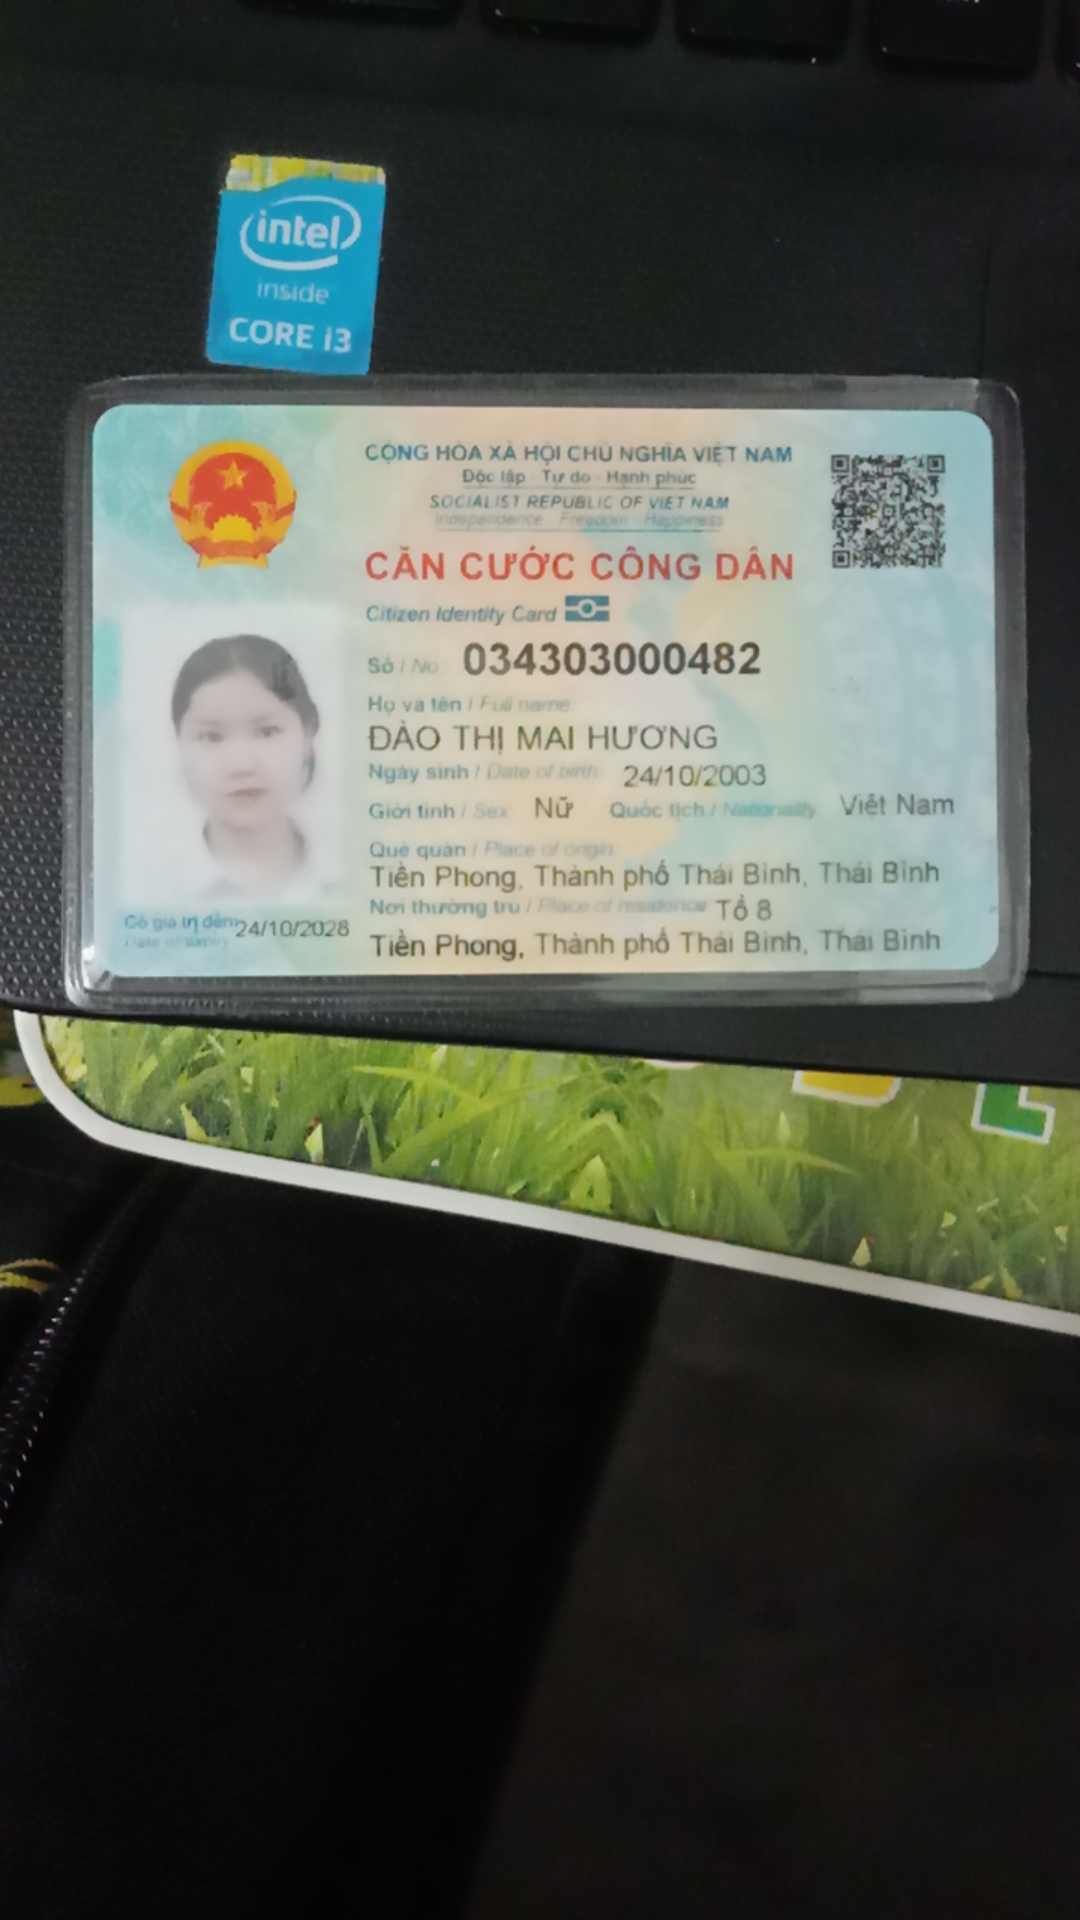 intel
inside
CORE i3
CỘNG HÒA XÃ HỘI CHỦ NGHĨA VIỆT NAM
Độc lập - Tự do - Hạnh phúc
SOCIALIST REPUBLIC OF VIET NAM
Independence - Freedom - Happiness
CĂN CƯỚC CÔNG DÂN
Citizen Identity Card
Số / No. 034303000482
Họ và tên / Full name:
ĐÀO THỊ MAI HƯƠNG
Ngày sinh / Date of birth: 24/10/2003
Giới tính / Sex: Nữ Quốc tịch / Nationality: Việt Nam
Quê quán / Place of origin:
Tiền Phong, Thành phố Thái Bình, Thái Bình
Nơi thường trú / Place of residence: Tổ 8
Tiền Phong, Thành phố Thái Bình, Thái Bình
Có giá trị đến: 24/10/2028
Date of expiry